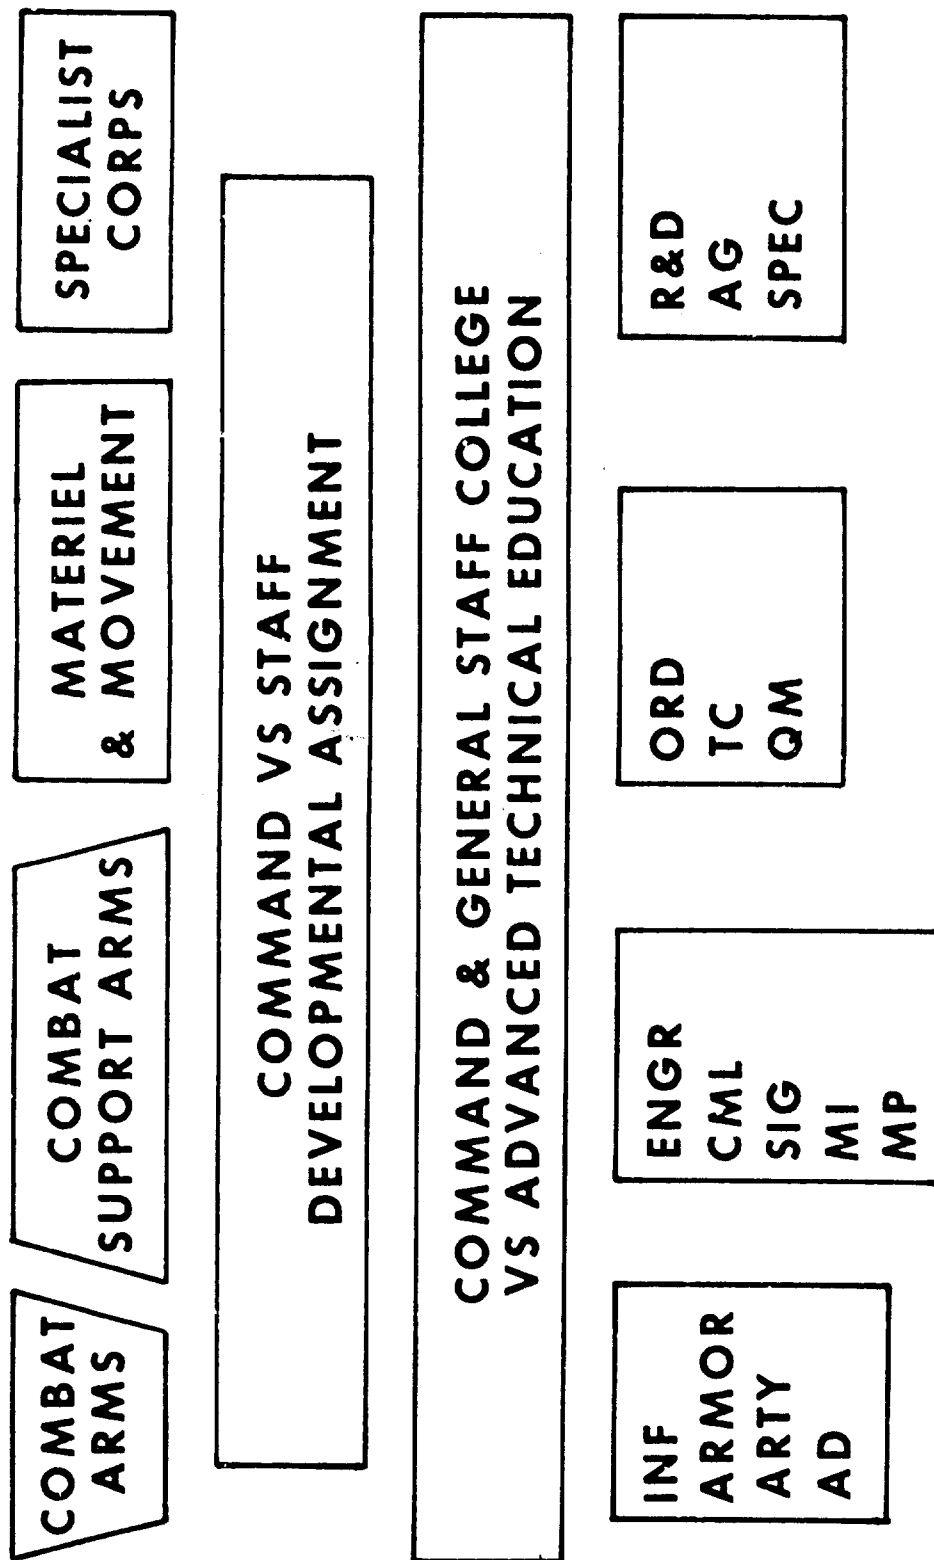 COMBAT
ARMS
COMBAT
SUPPORT ARMS
MATERIEL
& MOVEMENT
SPECIALIST
CORPS
COMMAND VS STAFF
DEVELOPMENTAL ASSIGNMENT
COMMAND & GENERAL STAFF COLLEGE
VS ADVANCED TECHNICAL EDUCATION
INF
ARMOR
ARTY
AD
ENGR
CML
SIG
MI
MP
ORD
TC
QM
R&D
AG
SPEC